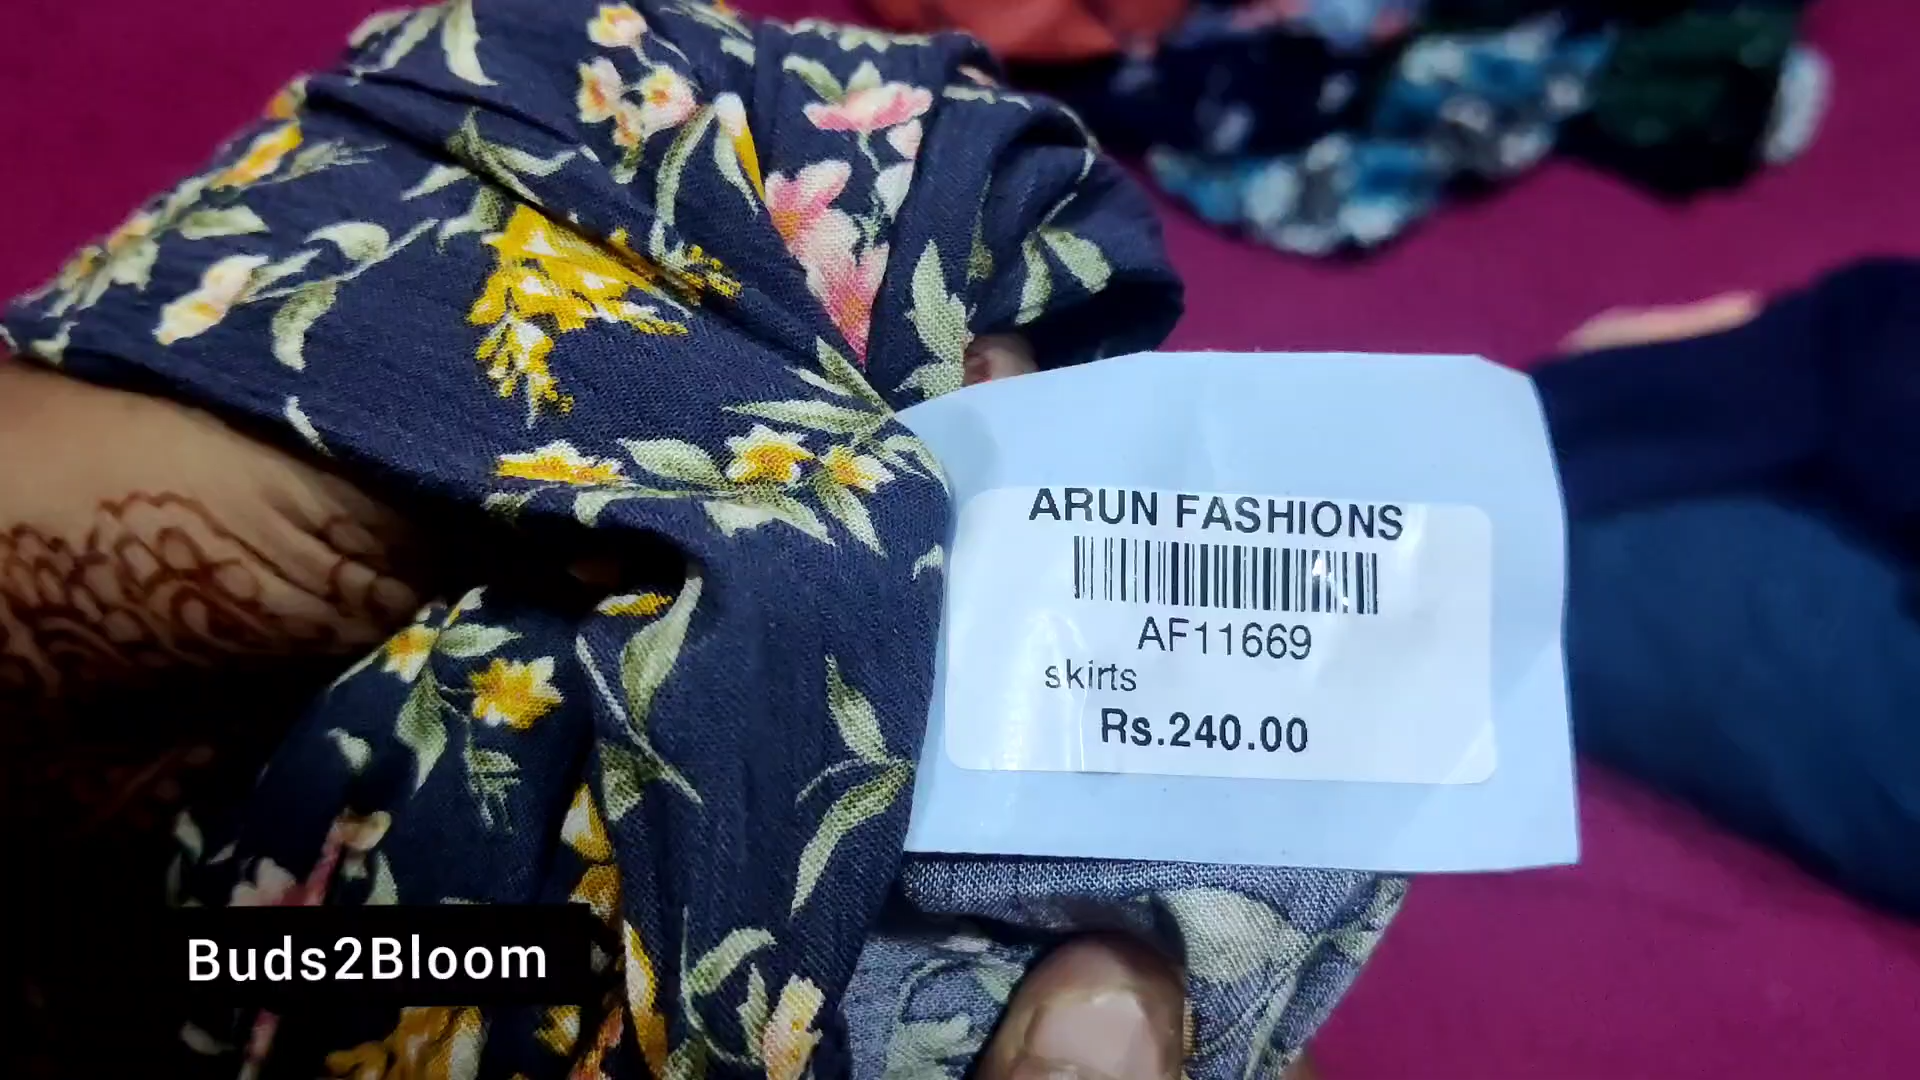 ARUN FASHIONS
AF11669
skirts
Rs.240.00
Buds2Bloom